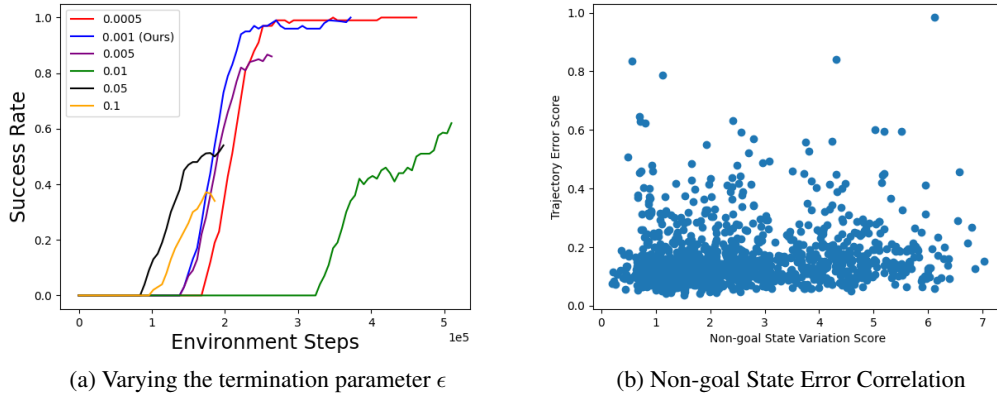 0.0005
0.001 (Ours)
0.005
0.01
0.05
0.1
Success Rate
1.0
0.8
0.6
0.4
0.2
0.0
0 1 2 3 4 5
1e5
Environment Steps
(a) Varying the termination parameter ϵ
Trajectory Error Score
1.0
0.8
0.6
0.4
0.2
0.0
0 1 2 3 4 5 6 7
Non-goal State Variation Score
(b) Non-goal State Error Correlation